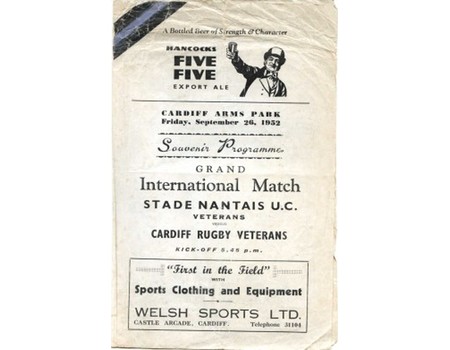 A Bottled Beer of Strength & Character
HANCOCKS
FIVE
FIVE
EXPORT ALE
CARDIFF ARMS PARK
Friday, September 26, 1952
Souvenir Programme
GRAND
International Match
STADE NANTAIS U.C.
VETERANS
versus
CARDIFF RUGBY VETERANS
KICK-OFF 5.45 p.m.
"First in the Field"
WITH
Sports Clothing and Equipment
WELSH SPORTS LTD.
CASTLE ARCADE, CARDIFF. Telephone 31104